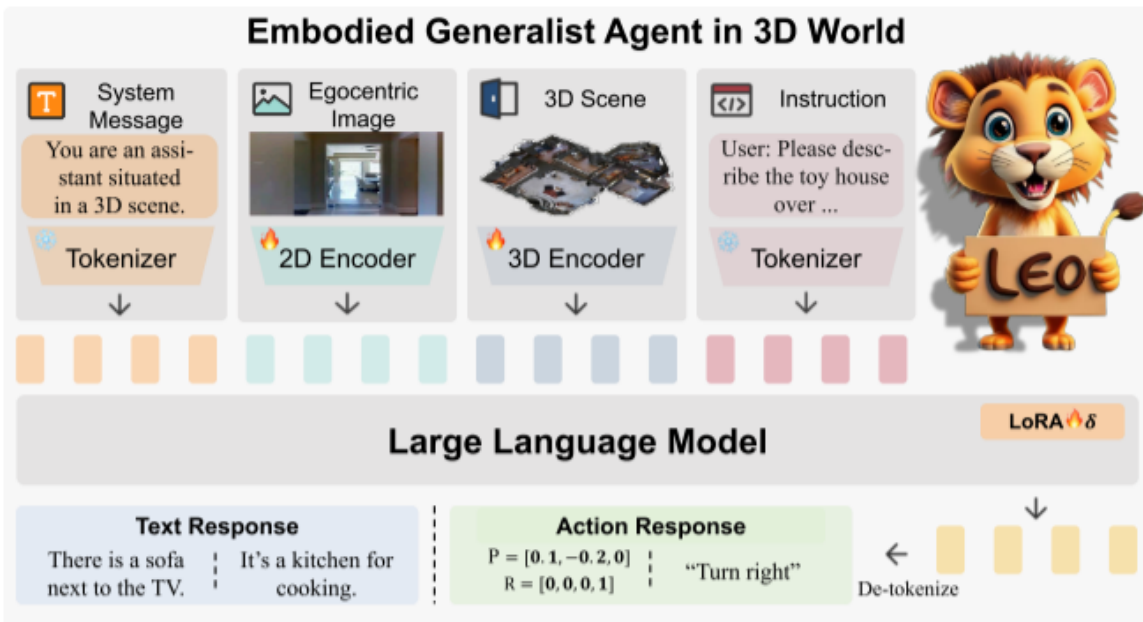 Embodied Generalist Agent in 3D World
System
Message
You are an assi-
stant situated
in a 3D scene.
Tokenizer
Egocentric
Image
2D Encoder
3D Scene
3D Encoder
Instruction
User: Please desc-
ribe the toy house
over ...
Tokenizer
LEO
Large Language Model
LoRA δ
Text Response
There is a sofa
next to the TV.
It's a kitchen for
cooking.
Action Response
P = [0.1, −0.2, 0]
R = [0, 0, 0, 1]
“Turn right”
De-tokenize